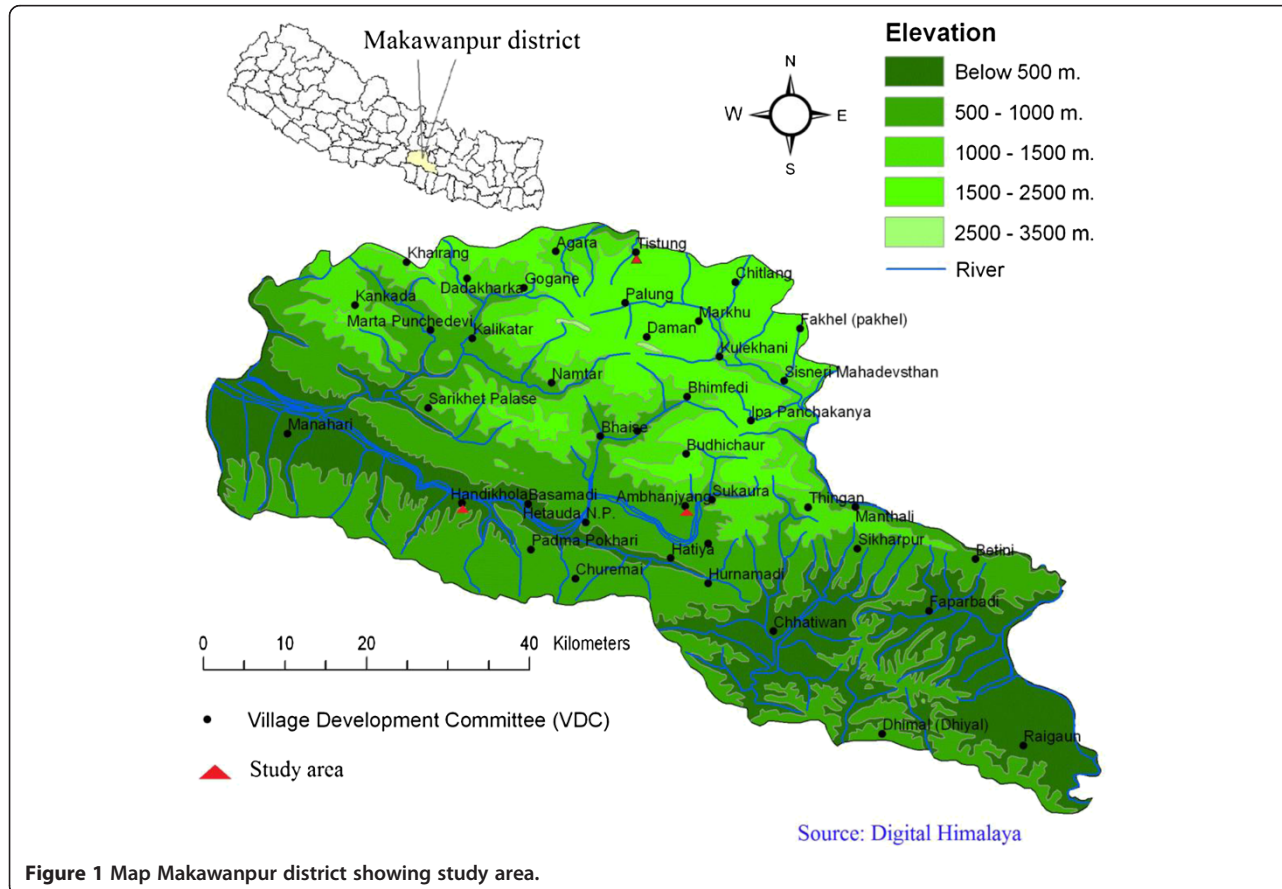 Makawanpur district
N
W
E
S
Elevation
Below 500 m.
500 - 1000 m.
1000 - 1500 m.
1500 - 2500 m.
2500 - 3500 m.
River
Agara
Tistung
Khairang
Dadakharka
Gogane
Chitlang
Kankada
Palung
Marta Punchedevi
Kalikatar
Markhu
Daman
Fakhel (pakhel)
Kulekhani
Namtar
Sisneri Mahadevsthan
Bhimfedi
Sarikhet Palase
Ipa Panchakanya
Manahari
Bhaise
Budhichaur
Handikhola
Basamadi
Ambhanjyang
Sukaura
Thingan
Hetauda N.P.
Manthali
Padma Pokhari
Hatiya
Sikharpur
Betini
Churemai
Hurnamadi
Faparbadi
Chhatiwan
Dhimal (Dhiyal)
Raigaun
0 10 20 40 Kilometers
Village Development Committee (VDC)
Study area
Source: Digital Himalaya
Figure 1 Map Makawanpur district showing study area.